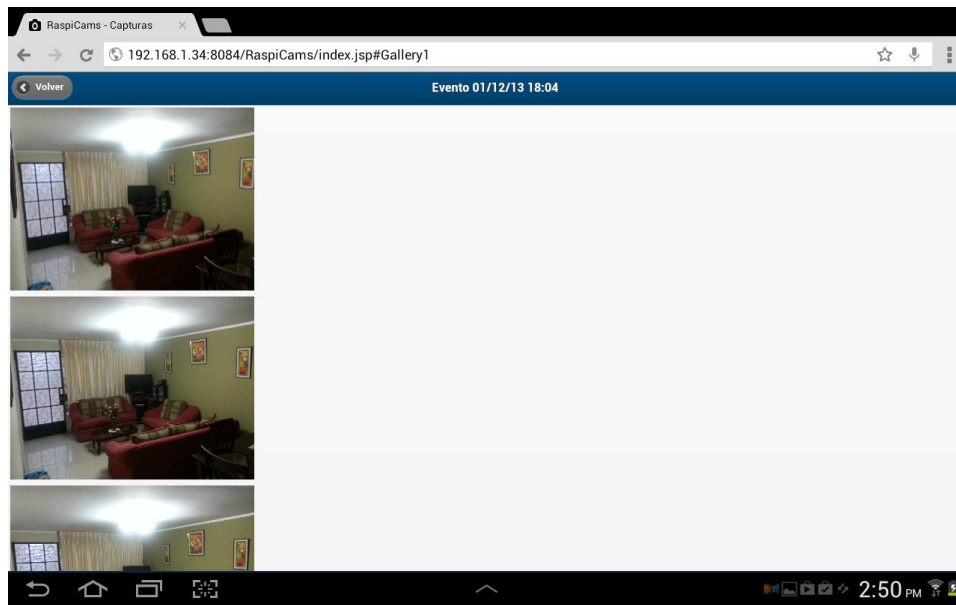 RaspiCams - Capturas
192.168.1.34:8084/RaspiCams/index.jsp#Gallery1
Volver
Evento 01/12/13 18:04
2:50 PM